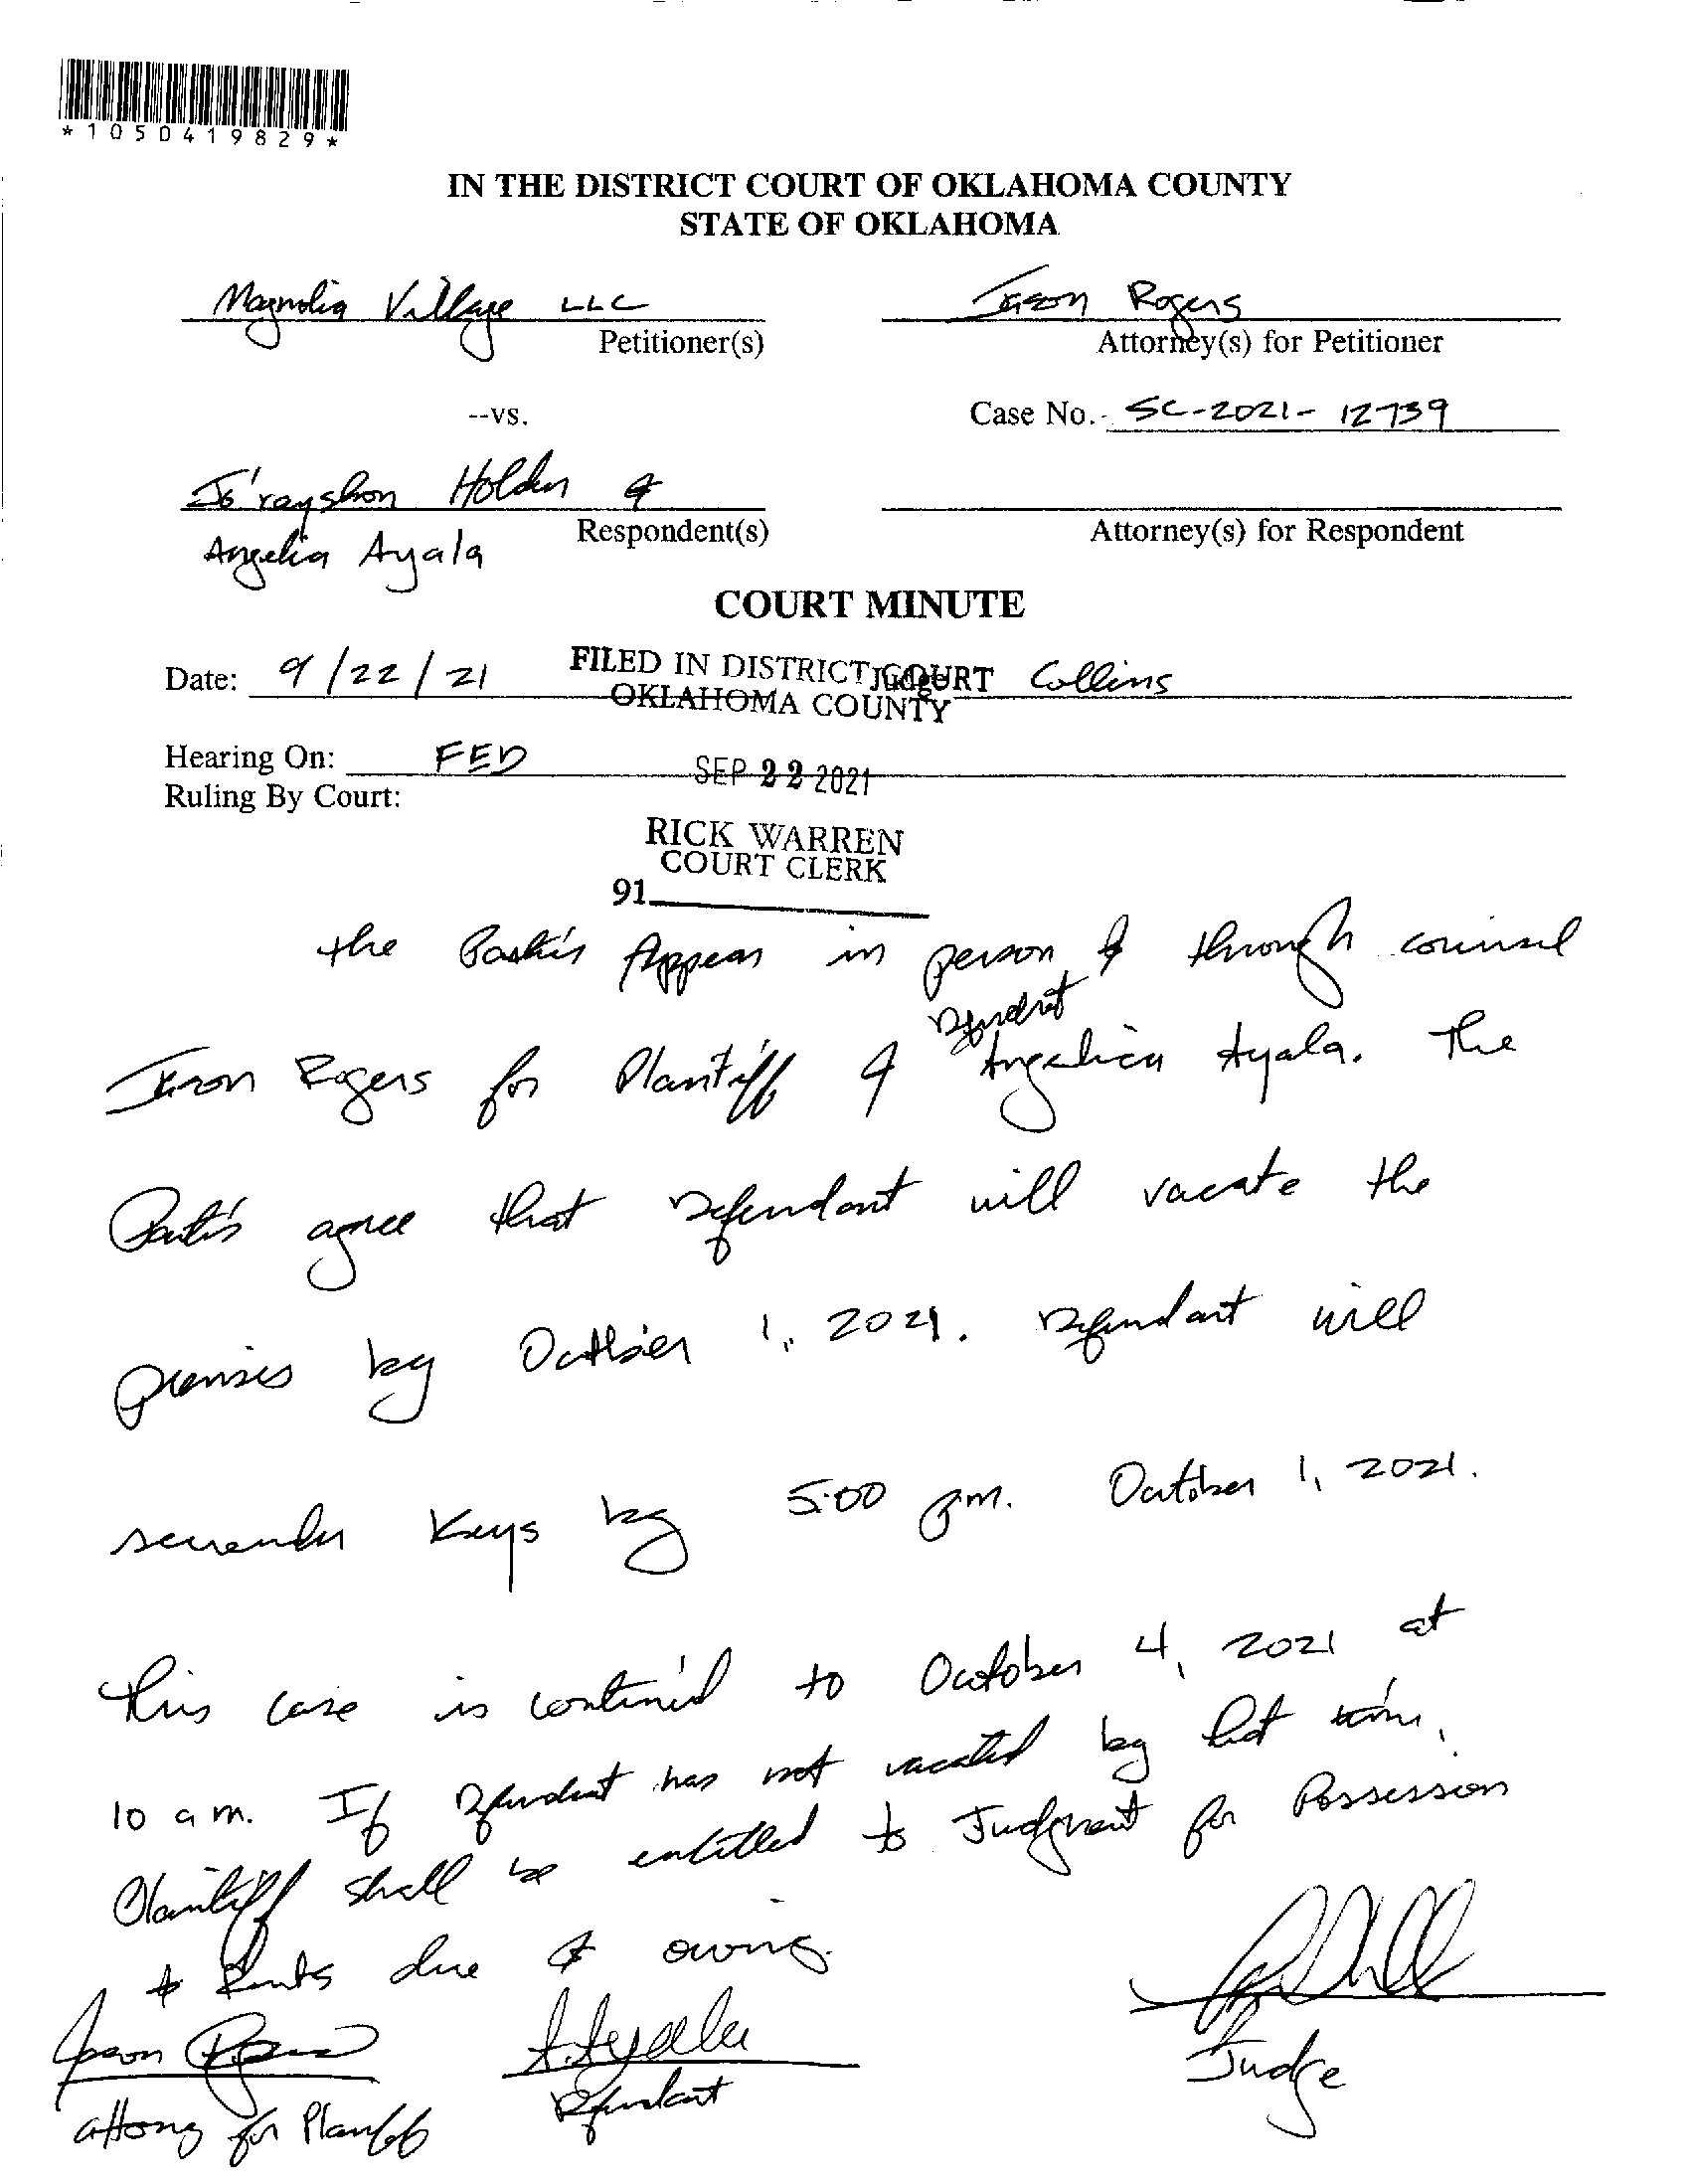 *1050419829*
IN THE DISTRICT COURT OF OKLAHOMA COUNTY
STATE OF OKLAHOMA
Magnolia Village LLC
Petitioner(s)
Jason Rogers
Attorney(s) for Petitioner
--vs.
Case No. SC-2021-12739
Jo'rayshon Holden &
Respondent(s)
Angelia Ayala
Attorney(s) for Respondent
COURT MINUTE
Date: 9/22/21
FILED IN DISTRICT COURT
OKLAHOMA COUNTY
Judge Collins
Hearing On: FED
SEP 22 2021
Ruling By Court:
RICK WARREN
COURT CLERK
91
the Parties Appear in person & through counsel
Jason Rogers for Plantiff & Defendant Angelica Ayala. The
Parties agree that Defendant will vacate the
premises by October 1, 2021. Defendant will
surrender Keys by 5:00 p.m. October 1, 2021.
this case is continued to October 4, 2021 at
10 am. If Defendant has not vacated by that time,
Plaintiff shall be entitled to Judgment for Possession
& Rents due & owing.
Jason Rogers
attorney for Plaintiff
A. Ayala
Defendant
Judge